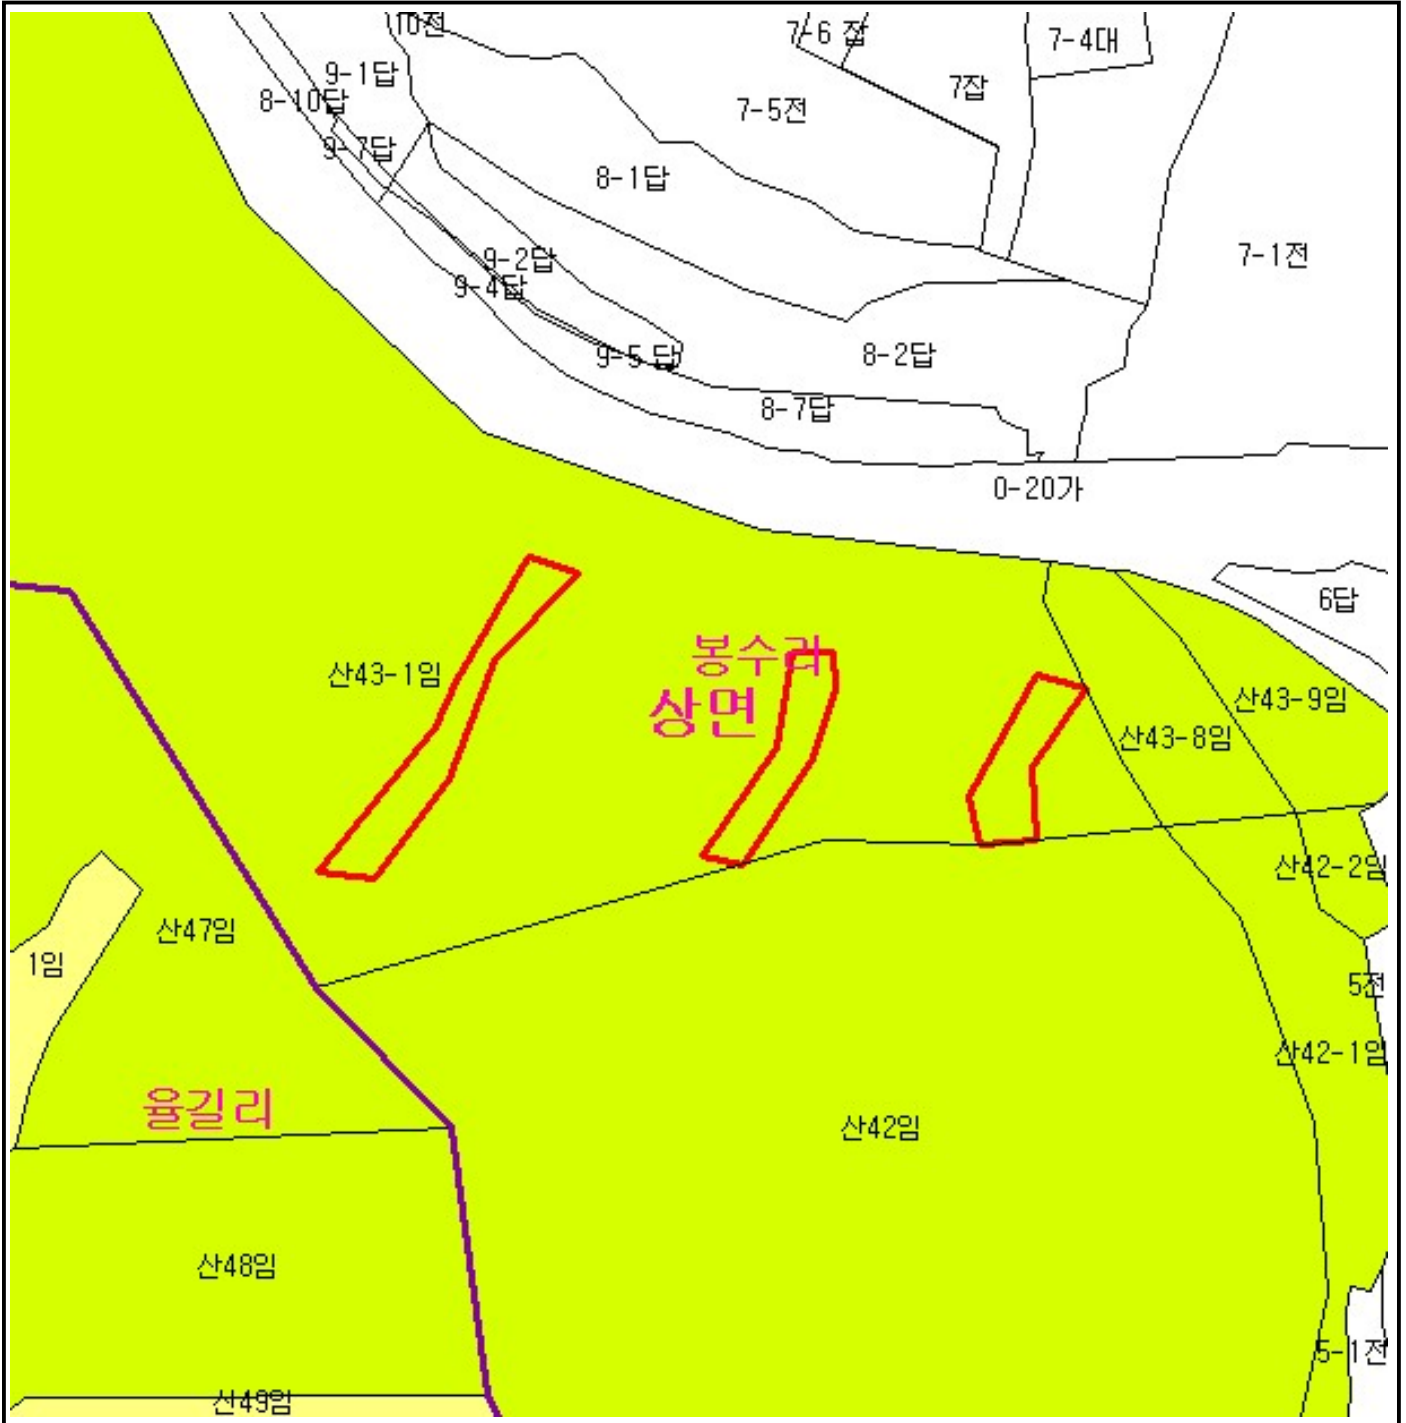 10전
7-6 잡
7-4대
9-1답
7잡
8-10답
7-5전
9-7답
8-1답
7-1전
9-2답
9-4답
9-5 답
8-2답
8-7답
0-20가
6답
봉수리
산43-1임
산43-9임
상면
산43-8임
산42-2임
산47임
1임
5전
산42-1임
율길리
산42임
산48임
5-1전
산49임